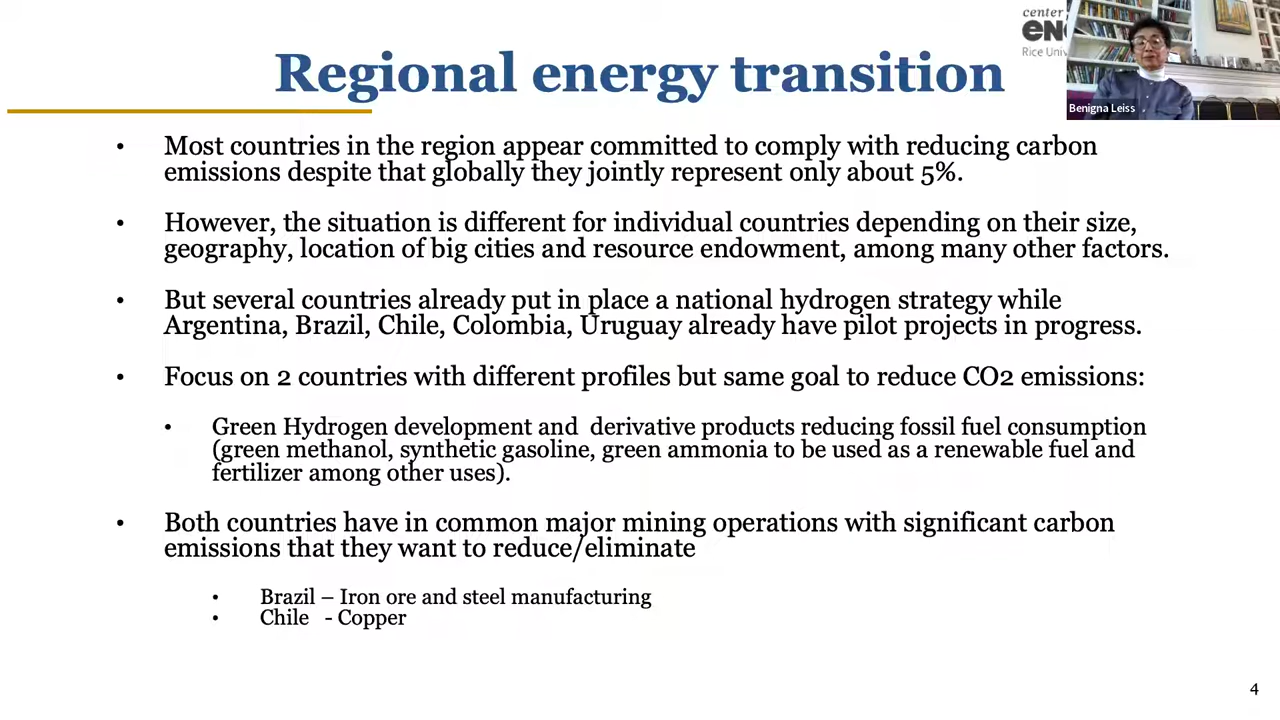 center
Rice Univ
Benigna Leiss
Regional energy transition
• Most countries in the region appear committed to comply with reducing carbon
emissions despite that globally they jointly represent only about 5%.
• However, the situation is different for individual countries depending on their size,
geography, location of big cities and resource endowment, among many other factors.
• But several countries already put in place a national hydrogen strategy while
Argentina, Brazil, Chile, Colombia, Uruguay already have pilot projects in progress.
• Focus on 2 countries with different profiles but same goal to reduce CO2 emissions:
• Green Hydrogen development and derivative products reducing fossil fuel consumption
(green methanol, synthetic gasoline, green ammonia to be used as a renewable fuel and
fertilizer among other uses).
• Both countries have in common major mining operations with significant carbon
emissions that they want to reduce/eliminate
• Brazil – Iron ore and steel manufacturing
• Chile - Copper
4